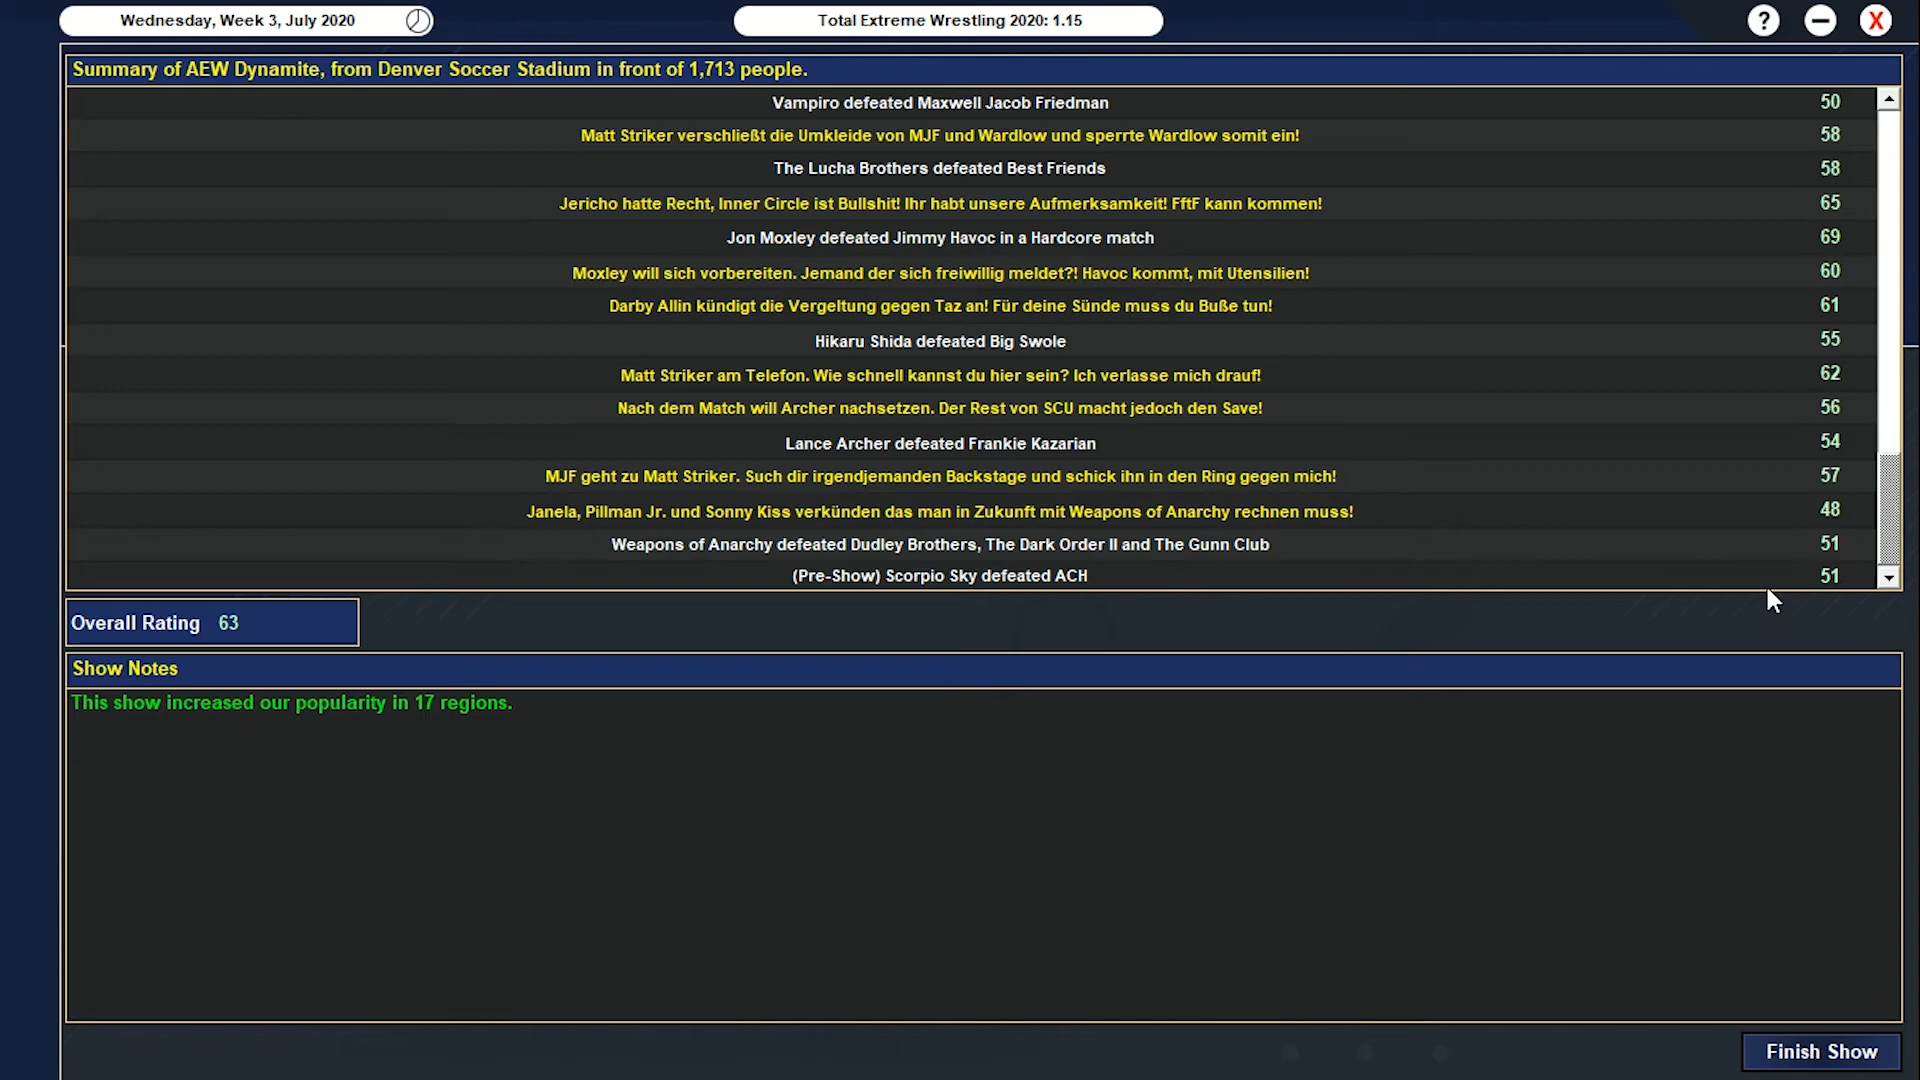 Wednesday, Week 3, July 2020
Total Extreme Wrestling 2020: 1.15
?
X
Summary of AEW Dynamite, from Denver Soccer Stadium in front of 1,713 people.
Vampiro defeated Maxwell Jacob Friedman 50
Matt Striker verschließt die Umkleide von MJF und Wardlow und sperrte Wardlow somit ein! 58
The Lucha Brothers defeated Best Friends 58
Jericho hatte Recht, Inner Circle ist Bullshit! Ihr habt unsere Aufmerksamkeit! FftF kann kommen! 65
Jon Moxley defeated Jimmy Havoc in a Hardcore match 69
Moxley will sich vorbereiten. Jemand der sich freiwillig meldet?! Havoc kommt, mit Utensilien! 60
Darby Allin kündigt die Vergeltung gegen Taz an! Für deine Sünde muss du Buße tun! 61
Hikaru Shida defeated Big Swole 55
Matt Striker am Telefon. Wie schnell kannst du hier sein? Ich verlasse mich drauf! 62
Nach dem Match will Archer nachsetzen. Der Rest von SCU macht jedoch den Save! 56
Lance Archer defeated Frankie Kazarian 54
MJF geht zu Matt Striker. Such dir irgendjemanden Backstage und schick ihn in den Ring gegen mich! 57
Janela, Pillman Jr. und Sonny Kiss verkünden das man in Zukunft mit Weapons of Anarchy rechnen muss! 48
Weapons of Anarchy defeated Dudley Brothers, The Dark Order II and The Gunn Club 51
(Pre-Show) Scorpio Sky defeated ACH 51
Overall Rating 63
Show Notes
This show increased our popularity in 17 regions.
Finish Show